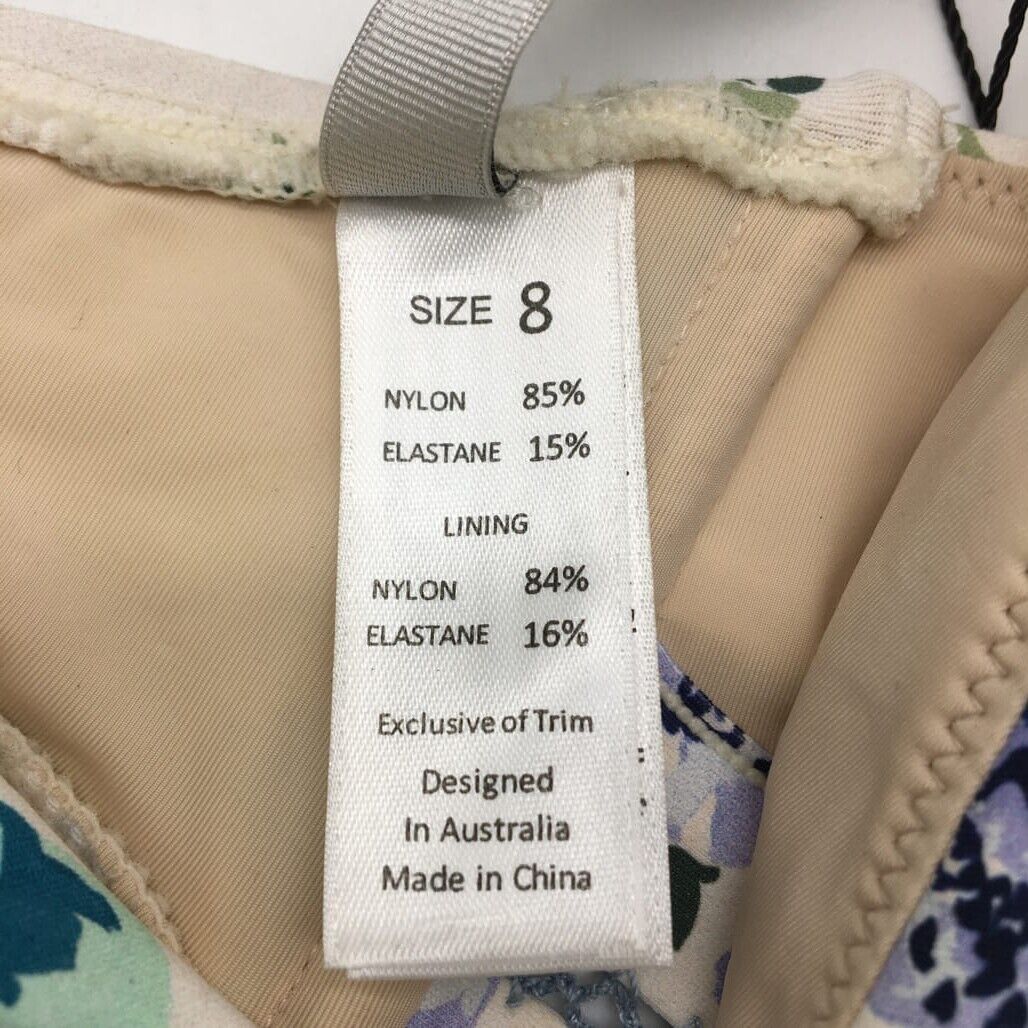 SIZE 8
NYLON 85%
ELASTANE 15%
LINING
NYLON 84%
ELASTANE 16%
Exclusive of Trim
Designed
In Australia
Made in China